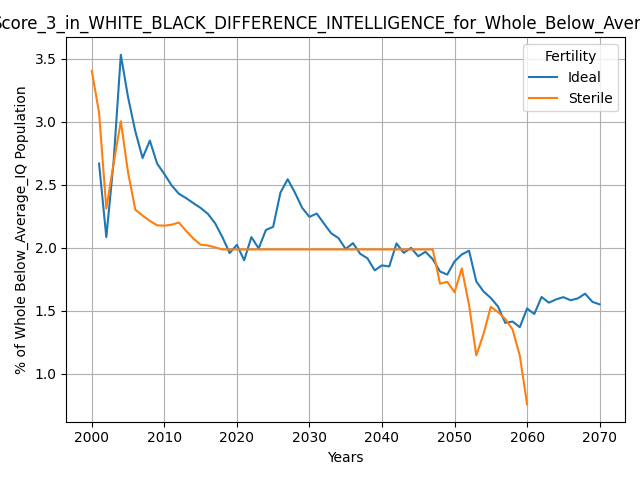 Score_3_in_WHITE_BLACK_DIFFERENCE_INTELLIGENCE_for_Whole_Below_Aver
Fertility
Ideal
Sterile
3.5
3.0
2.5
2.0
1.5
1.0
% of Whole Below_Average_IQ Population
2000 2010 2020 2030 2040 2050 2060 2070
Years